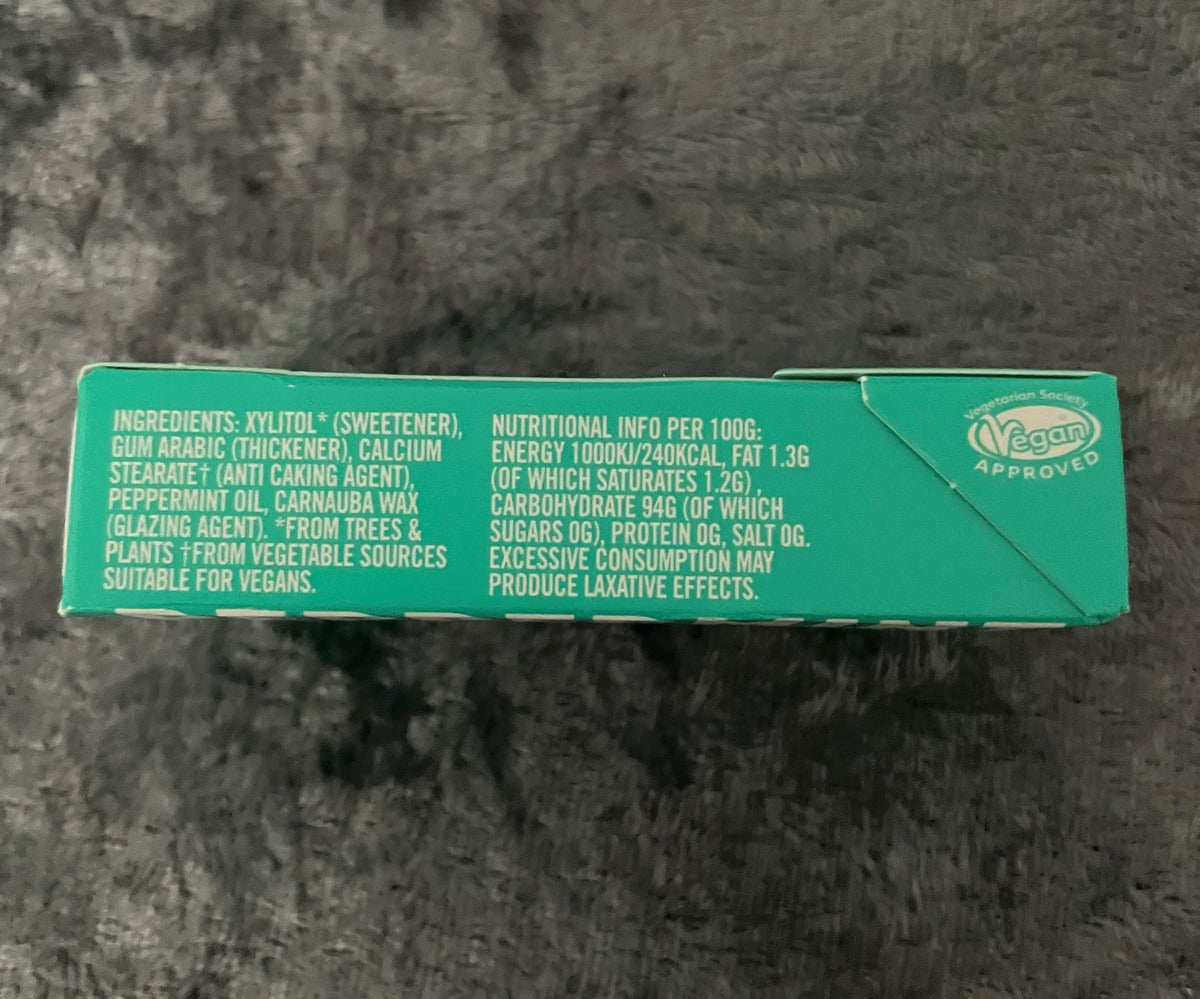 INGREDIENTS: XYLITOL* (SWEETENER),
GUM ARABIC (THICKENER), CALCIUM
STEARATE† (ANTI CAKING AGENT),
PEPPERMINT OIL, CARNAUBA WAX
(GLAZING AGENT). *FROM TREES &
PLANTS †FROM VEGETABLE SOURCES
SUITABLE FOR VEGANS.
NUTRITIONAL INFO PER 100G:
ENERGY 1000KJ/240KCAL, FAT 1.3G
(OF WHICH SATURATES 1.2G) ,
CARBOHYDRATE 94G (OF WHICH
SUGARS 0G), PROTEIN 0G, SALT 0G.
EXCESSIVE CONSUMPTION MAY
PRODUCE LAXATIVE EFFECTS.
Vegetarian Society
Vegan
APPROVED